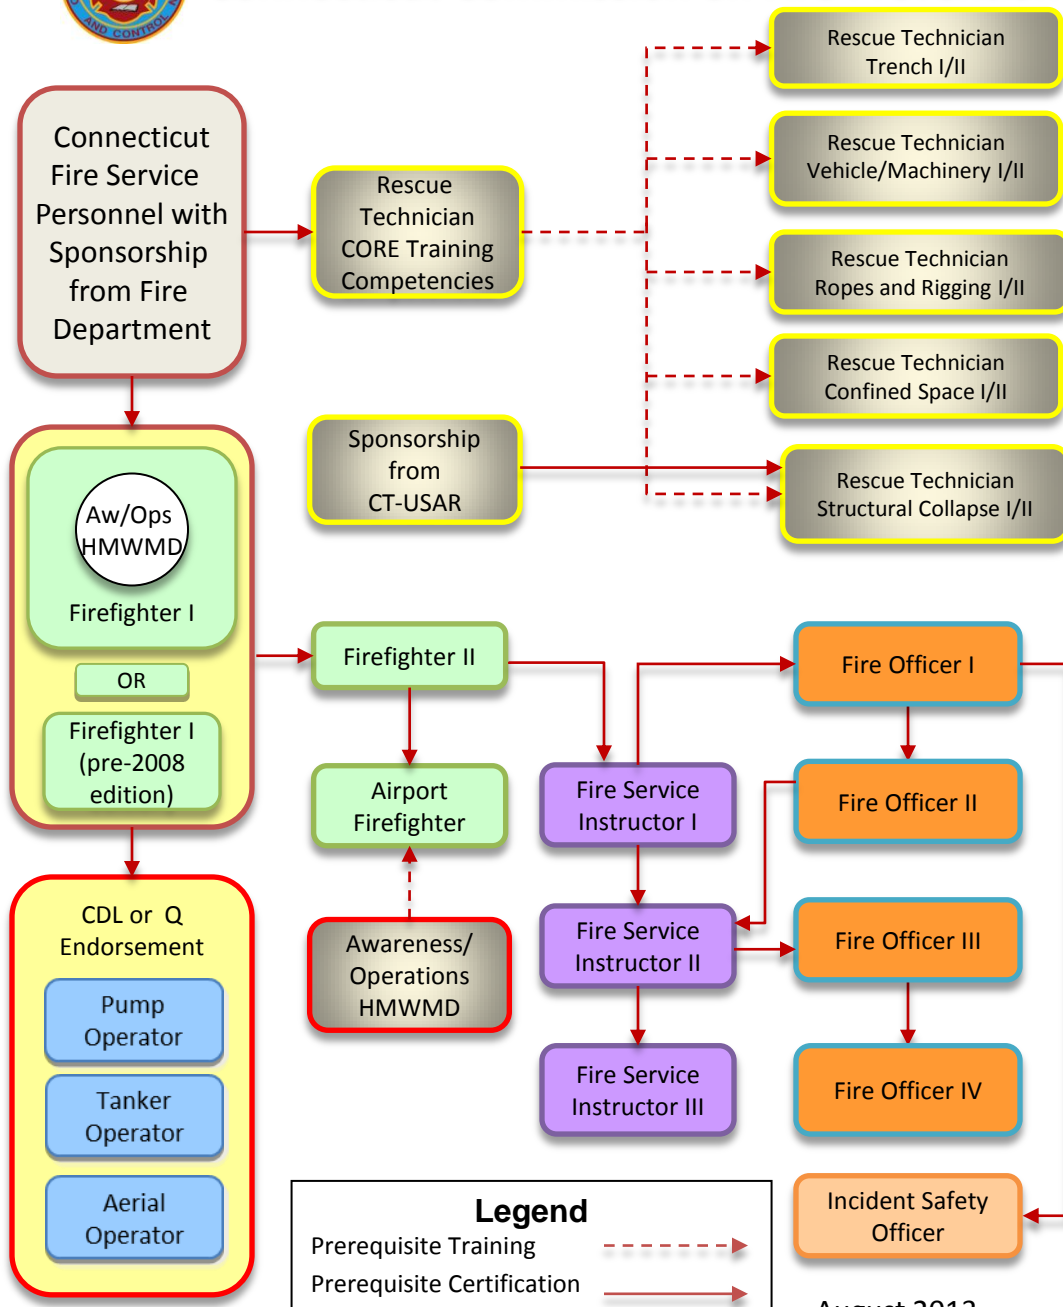 AND CONTROL
Rescue Technician
Trench I/II
Connecticut
Fire Service
Personnel with
Sponsorship
from Fire
Department
Rescue
Technician
CORE Training
Competencies
Rescue Technician
Vehicle/Machinery I/II
Rescue Technician
Ropes and Rigging I/II
Rescue Technician
Confined Space I/II
Sponsorship
from
CT-USAR
Rescue Technician
Structural Collapse I/II
Aw/Ops
HMWMD
Firefighter I
OR
Firefighter I
(pre-2008
edition)
Firefighter II
Airport
Firefighter
Awareness/
Operations
HMWMD
Fire Service
Instructor I
Fire Service
Instructor II
Fire Service
Instructor III
Fire Officer I
Fire Officer II
Fire Officer III
Fire Officer IV
Incident Safety
Officer
CDL or Q
Endorsement
Pump
Operator
Tanker
Operator
Aerial
Operator
Legend
Prerequisite Training
Prerequisite Certification